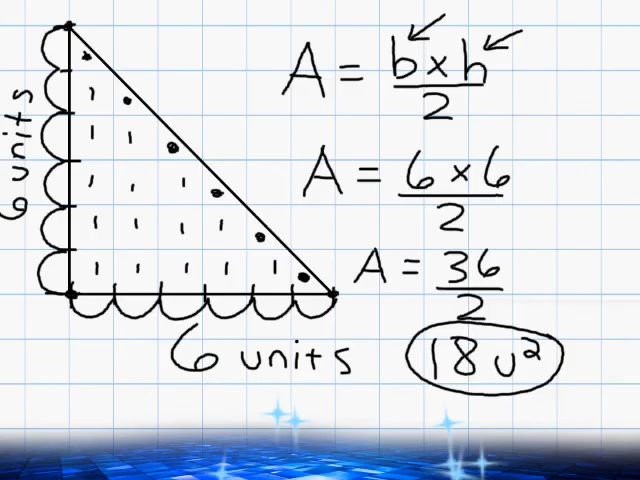 A = b x h
2
A = 6 x 6
2
A = 36
2
18 u²
6 units
6 units